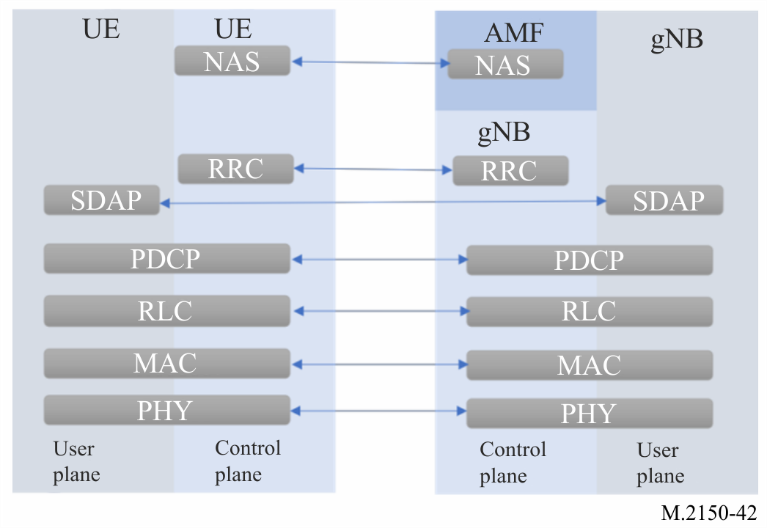 UE UE AMF gNB
NAS NAS
gNB
RRC RRC
SDAP SDAP
PDCP PDCP
RLC RLC
MAC MAC
PHY PHY
User plane
Control plane
Control plane
User plane
M.2150-42